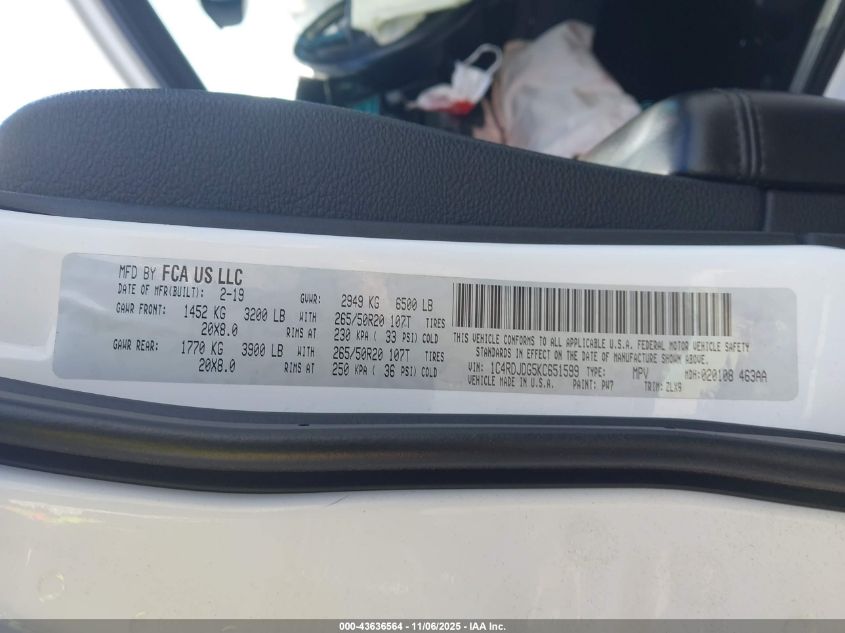 MFD BY FCA US LLC
DATE OF MFR(BUILT): 2-19 GVWR: 2949 KG 6500 LB
GAWR FRONT: 1452 KG 3200 LB WITH 265/50R20 107T TIRES
20X8.0 RIMS AT 230 KPA ( 33 PSI) COLD
GAWR REAR: 1770 KG 3900 LB WITH 265/50R20 107T TIRES
20X8.0 RIMS AT 250 KPA ( 36 PSI) COLD
THIS VEHICLE CONFORMS TO ALL APPLICABLE U.S.A. FEDERAL MOTOR VEHICLE SAFETY
STANDARDS IN EFFECT ON THE DATE OF MANUFACTURE SHOWN ABOVE.
VIN: 1C4RDJDG5KC651599 TYPE: MPV MDH: 020108 463AA
VEHICLE MADE IN U.S.A. PAINT: PW7 TRIM: ZLX9
000-43636564 - 11/06/2025 - IAA Inc.